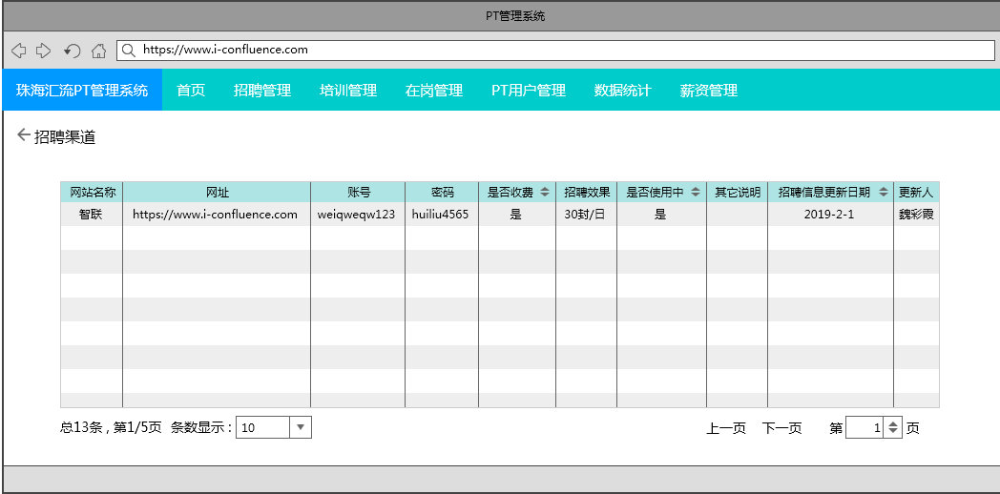 PT管理系统
https://www.i-confluence.com
珠海汇流PT管理系统 首页 招聘管理 培训管理 在岗管理 PT用户管理 数据统计 薪资管理
招聘渠道
网站名称 网址 账号 密码 是否收费 招聘效果 是否使用中 其它说明 招聘信息更新日期 更新人
智联 https://www.i-confluence.com weiqweqw123 huiliu4565 是 30封/日 是 2019-2-1 魏彩霞
总13条 , 第1/5页 条数显示 : 10 上一页 下一页 第 1 页